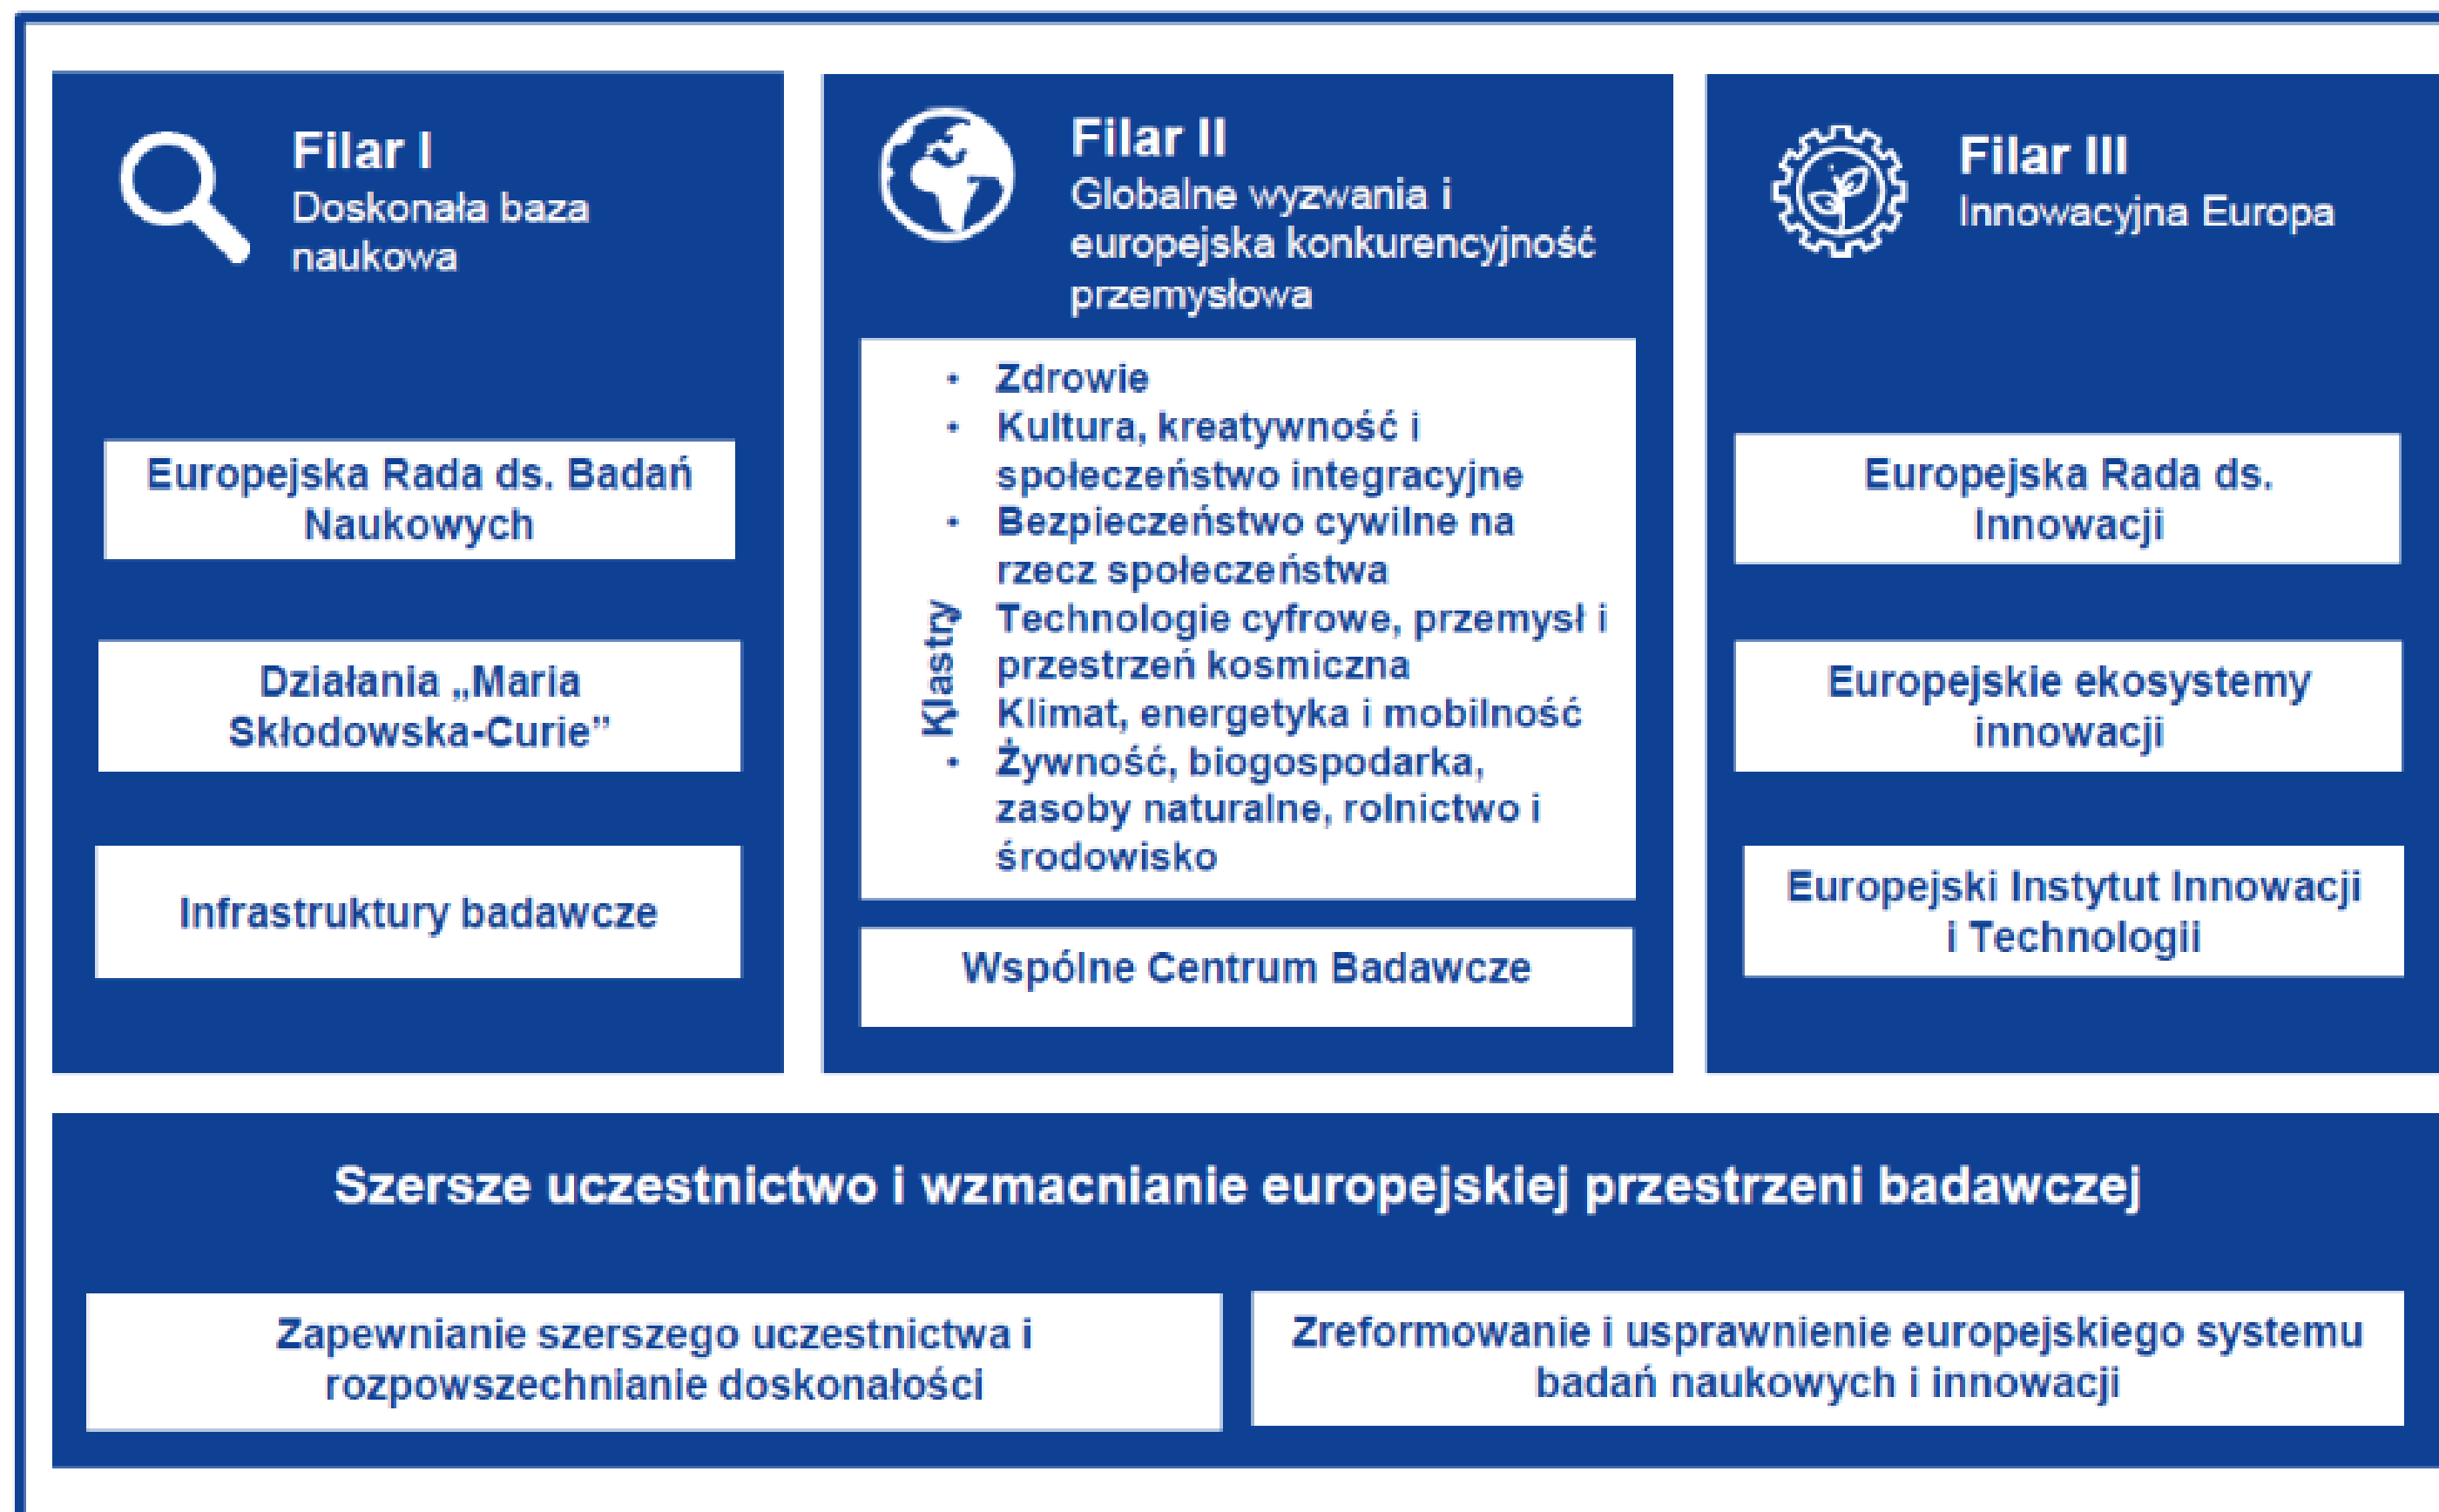 Filar I
Doskonała baza
naukowa
Europejska Rada ds. Badań
Naukowych
Działania „Maria
Skłodowska-Curie”
Infrastruktury badawcze
Filar II
Globalne wyzwania i
europejska konkurencyjność
przemysłowa
Klastry
• Zdrowie
• Kultura, kreatywność i
społeczeństwo integracyjne
• Bezpieczeństwo cywilne na
rzecz społeczeństwa
• Technologie cyfrowe, przemysł i
przestrzeń kosmiczna
• Klimat, energetyka i mobilność
• Żywność, biogospodarka,
zasoby naturalne, rolnictwo i
środowisko
Wspólne Centrum Badawcze
Filar III
Innowacyjna Europa
Europejska Rada ds.
Innowacji
Europejskie ekosystemy
innowacji
Europejski Instytut Innowacji
i Technologii
Szersze uczestnictwo i wzmacnianie europejskiej przestrzeni badawczej
Zapewnianie szerszego uczestnictwa i
rozpowszechnianie doskonałości
Zreformowanie i usprawnienie europejskiego systemu
badań naukowych i innowacji